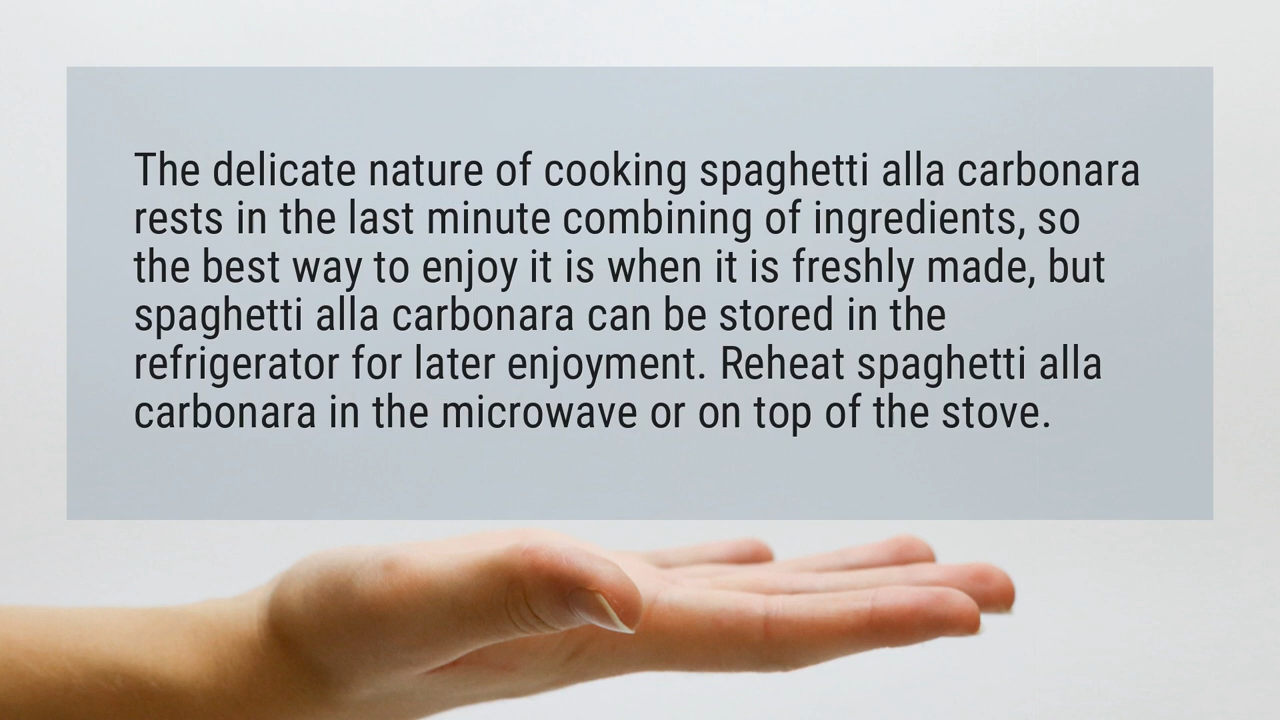 The delicate nature of cooking spaghetti alla carbonara
rests in the last minute combining of ingredients, so
the best way to enjoy it is when it is freshly made, but
spaghetti alla carbonara can be stored in the
refrigerator for later enjoyment. Reheat spaghetti alla
carbonara in the microwave or on top of the stove.